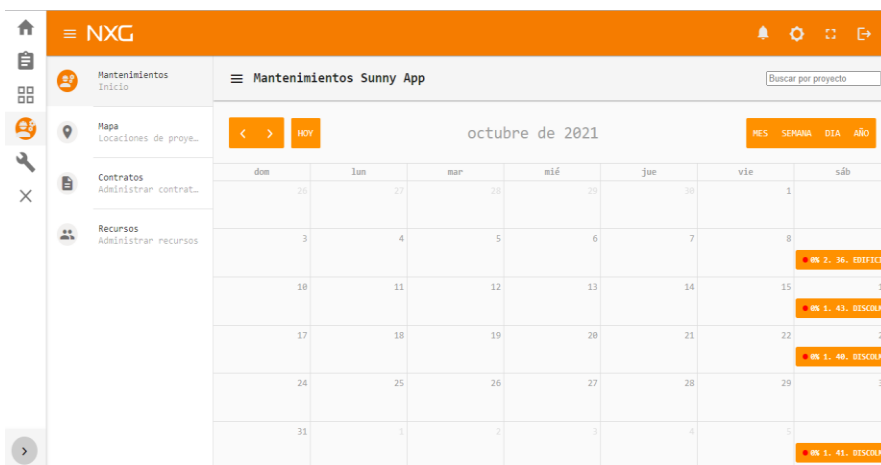 NXG
Mantenimientos
Inicio
Mapa
Locaciones de proye…
Contratos
Administrar contrat…
Recursos
Administrar recursos
Mantenimientos Sunny App
Buscar por proyecto
HOY
octubre de 2021
MES SEMANA DIA AÑO
dom lun mar mié jue vie sáb
26 27 28 29 30 1
3 4 5 6 7 8
0% 2. 36. EDIFICI
10 11 12 13 14 15 1
0% 1. 43. DISCOL
17 18 19 20 21 22 2
0% 1. 40. DISCOL
24 25 26 27 28 29 3
31 1 2 3 4 5
0% 1. 41. DISCOL